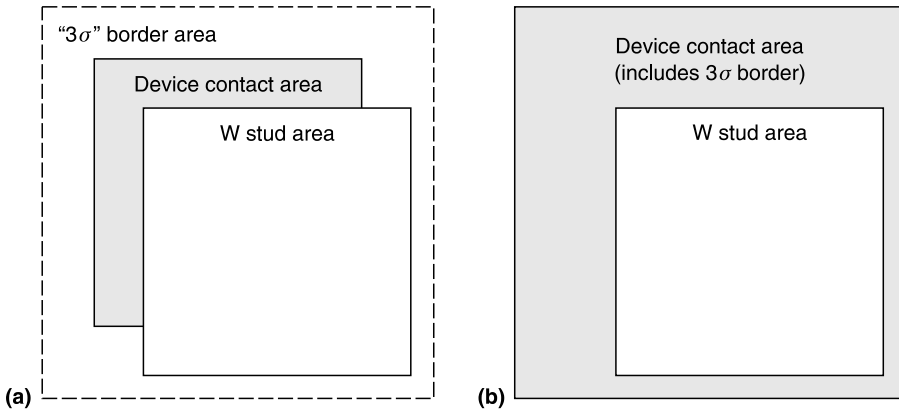 “3σ” border area
Device contact area
W stud area
(a)
Device contact area
(includes 3σ border)
W stud area
(b)